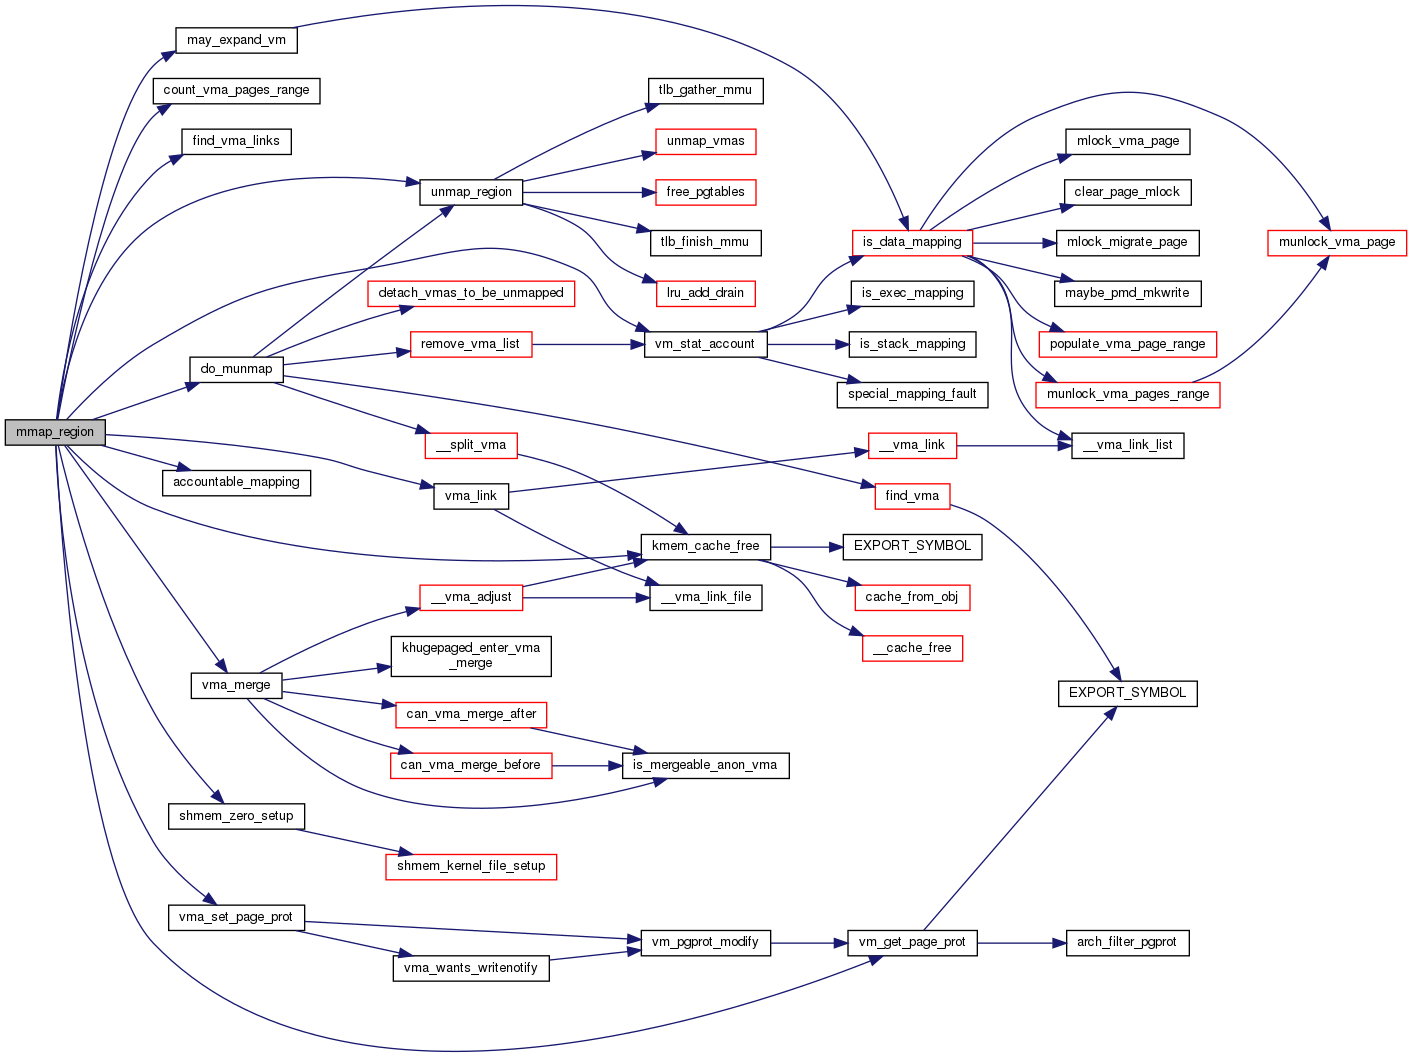 may_expand_vm
count_vma_pages_range
find_vma_links
tlb_gather_mmu
unmap_vmas
unmap_region
free_pgtables
tlb_finish_mmu
lru_add_drain
mlock_vma_page
clear_page_mlock
is_data_mapping
mlock_migrate_page
munlock_vma_page
maybe_pmd_mkwrite
detach_vmas_to_be_unmapped
is_exec_mapping
remove_vma_list
vm_stat_account
is_stack_mapping
populate_vma_page_range
do_munmap
special_mapping_fault
munlock_vma_pages_range
mmap_region
__split_vma
__vma_link
__vma_link_list
accountable_mapping
vma_link
find_vma
kmem_cache_free
EXPORT_SYMBOL
__vma_adjust
__vma_link_file
cache_from_obj
khugepaged_enter_vma
_merge
__cache_free
vma_merge
EXPORT_SYMBOL
can_vma_merge_after
can_vma_merge_before
is_mergeable_anon_vma
shmem_zero_setup
shmem_kernel_file_setup
vma_set_page_prot
vm_pgprot_modify
vm_get_page_prot
arch_filter_pgprot
vma_wants_writenotify